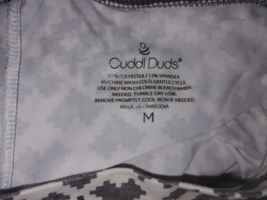 Cuddl Duds®
POLYESTER / 12% SPANDEX
MACHINE WASH COLD, GENTLE CYCLE.
USE ONLY NON CHLORINE BLEACH WHEN
NEEDED. TUMBLE DRY LOW.
REMOVE PROMPTLY. COOL IRON IF NEEDED
MADE IN CAMBODIA
M